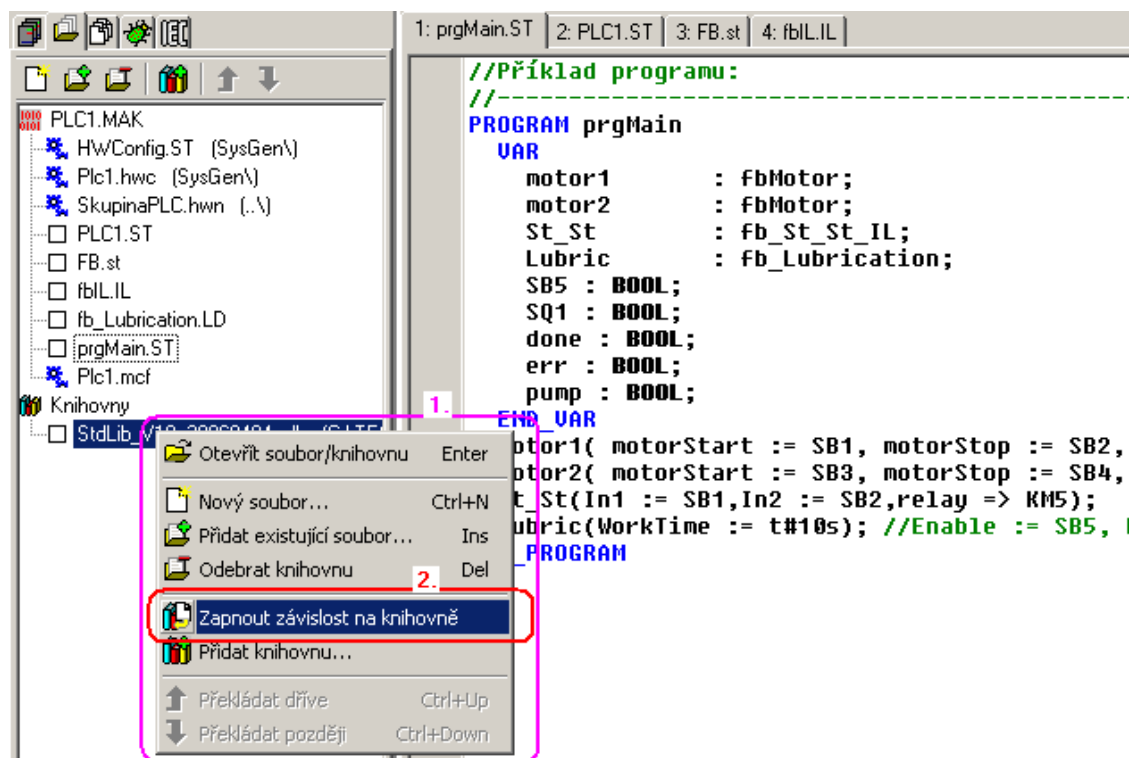 1: prgMain.ST
2: PLC1.ST
3: FB.st
4: fbIL.IL
PLC1.MAK
HWConfig.ST (SysGen\)
Plc1.hwc (SysGen\)
SkupinaPLC.hwn (..\)
PLC1.ST
FB.st
fbIL.IL
fb_Lubrication.LD
prgMain.ST
Plc1.mcf
Knihovny
//Příklad programu:
//------------------------------------------------
PROGRAM prgMain
VAR
motor1 : fbMotor;
motor2 : fbMotor;
St_St : fb_St_St_IL;
Lubric : fb_Lubrication;
SB5 : BOOL;
SQ1 : BOOL;
done : BOOL;
err : BOOL;
pump : BOOL;
END_VAR
otor1( motorStart := SB1, motorStop := SB2,
otor2( motorStart := SB3, motorStop := SB4,
t_St(In1 := SB1,In2 := SB2,relay => KM5);
ubric(WorkTime := t#10s); //Enable := SB5,
_PROGRAM
1.
Otevřít soubor/knihovnu Enter
Nový soubor... Ctrl+N
Přidat existující soubor... Ins
Odebrat knihovnu Del
2.
Zapnout závislost na knihovně
Přidat knihovnu...
Překládat dříve Ctrl+Up
Překládat později Ctrl+Down